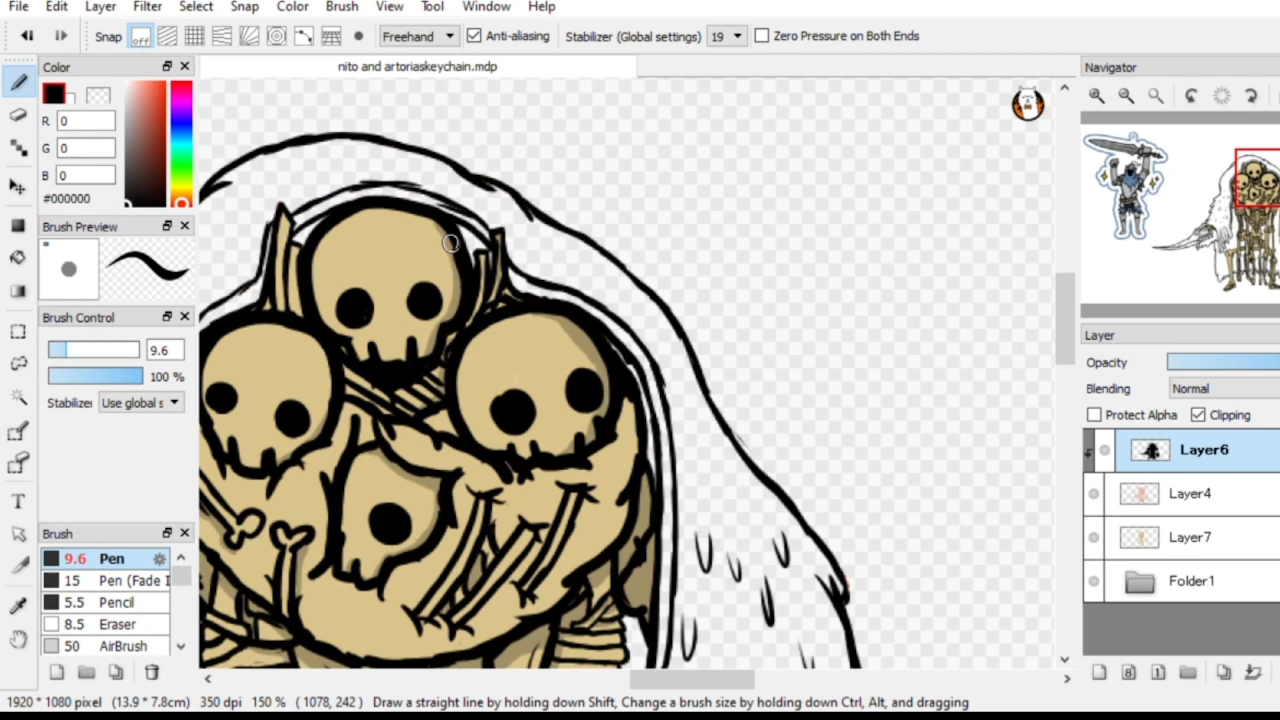 File Edit Layer Filter Select Snap Color Brush View Tool Window Help
Snap off Freehand Anti-aliasing Stabilizer (Global settings) 19 Zero Pressure on Both Ends
Color
nito and artoriaskeychain.mdp
Navigator
R 0
G 0
B 0
#000000
Brush Preview
Brush Control
9.6
100 %
Stabilizer Use global s
Layer
Opacity
Blending Normal
Protect Alpha Clipping
Layer6
Layer4
Layer7
Folder1
Brush
9.6 Pen
15 Pen (Fade I
5.5 Pencil
8.5 Eraser
50 AirBrush
1920 * 1080 pixel (13.9 * 7.8cm) 350 dpi 150 % ( 1078, 242 ) Draw a straight line by holding down Shift, Change a brush size by holding down Ctrl, Alt, and dragging